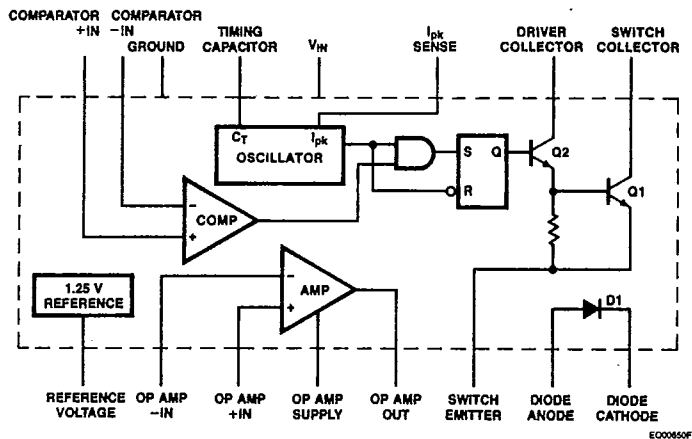 COMPARATOR +IN
COMPARATOR -IN
GROUND
TIMING CAPACITOR
VIN
Ipk SENSE
DRIVER COLLECTOR
SWITCH COLLECTOR
CT
Ipk
OSCILLATOR
S
Q
R
Q2
Q1
-
COMP
+
1.25 V
REFERENCE
-
AMP
+
D1
REFERENCE VOLTAGE
OP AMP -IN
OP AMP +IN
OP AMP SUPPLY
OP AMP OUT
SWITCH EMITTER
DIODE ANODE
DIODE CATHODE
EQ00650F